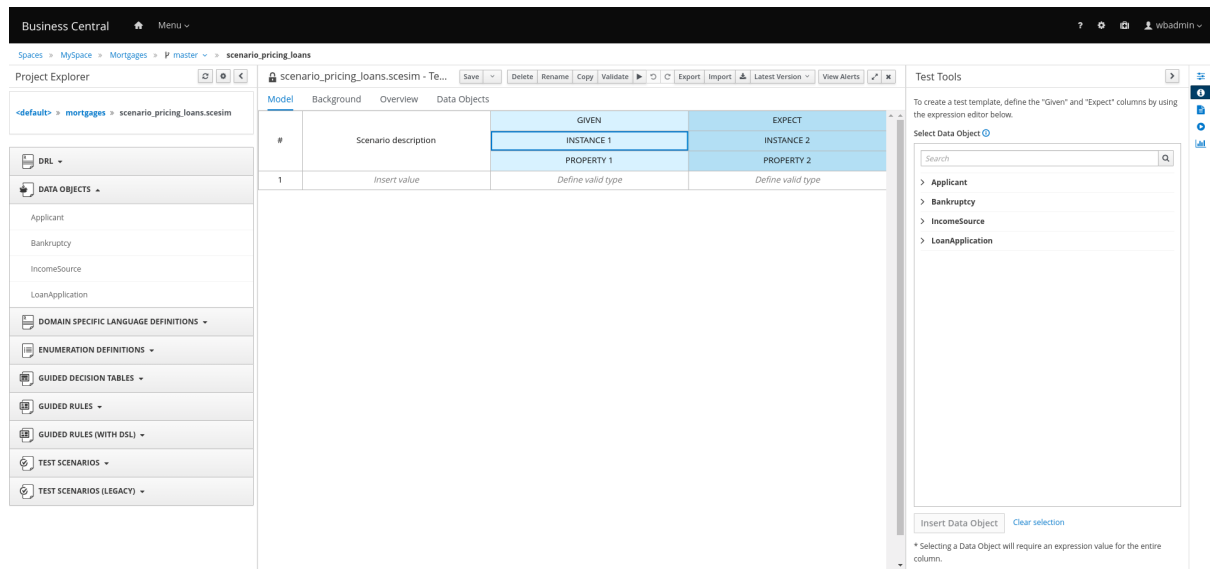 Business Central Menu ? wbadmin
Spaces » MySpace » Mortgages » master » scenario_pricing_loans
Project Explorer
<default> » mortgages » scenario_pricing_loans.scesim
DRL
DATA OBJECTS
Applicant
Bankruptcy
IncomeSource
LoanApplication
DOMAIN SPECIFIC LANGUAGE DEFINITIONS
ENUMERATION DEFINITIONS
GUIDED DECISION TABLES
GUIDED RULES
GUIDED RULES (WITH DSL)
TEST SCENARIOS
TEST SCENARIOS (LEGACY)
scenario_pricing_loans.scesim - Te... Save Delete Rename Copy Validate Export Import Latest Version View Alerts
Model Background Overview Data Objects
# Scenario description
GIVEN EXPECT
INSTANCE 1 INSTANCE 2
PROPERTY 1 PROPERTY 2
1 Insert value Define valid type Define valid type
Test Tools
To create a test template, define the "Given" and "Expect" columns by using
the expression editor below.
Select Data Object
Search
Applicant
Bankruptcy
IncomeSource
LoanApplication
Insert Data Object Clear selection
* Selecting a Data Object will require an expression value for the entire
column.